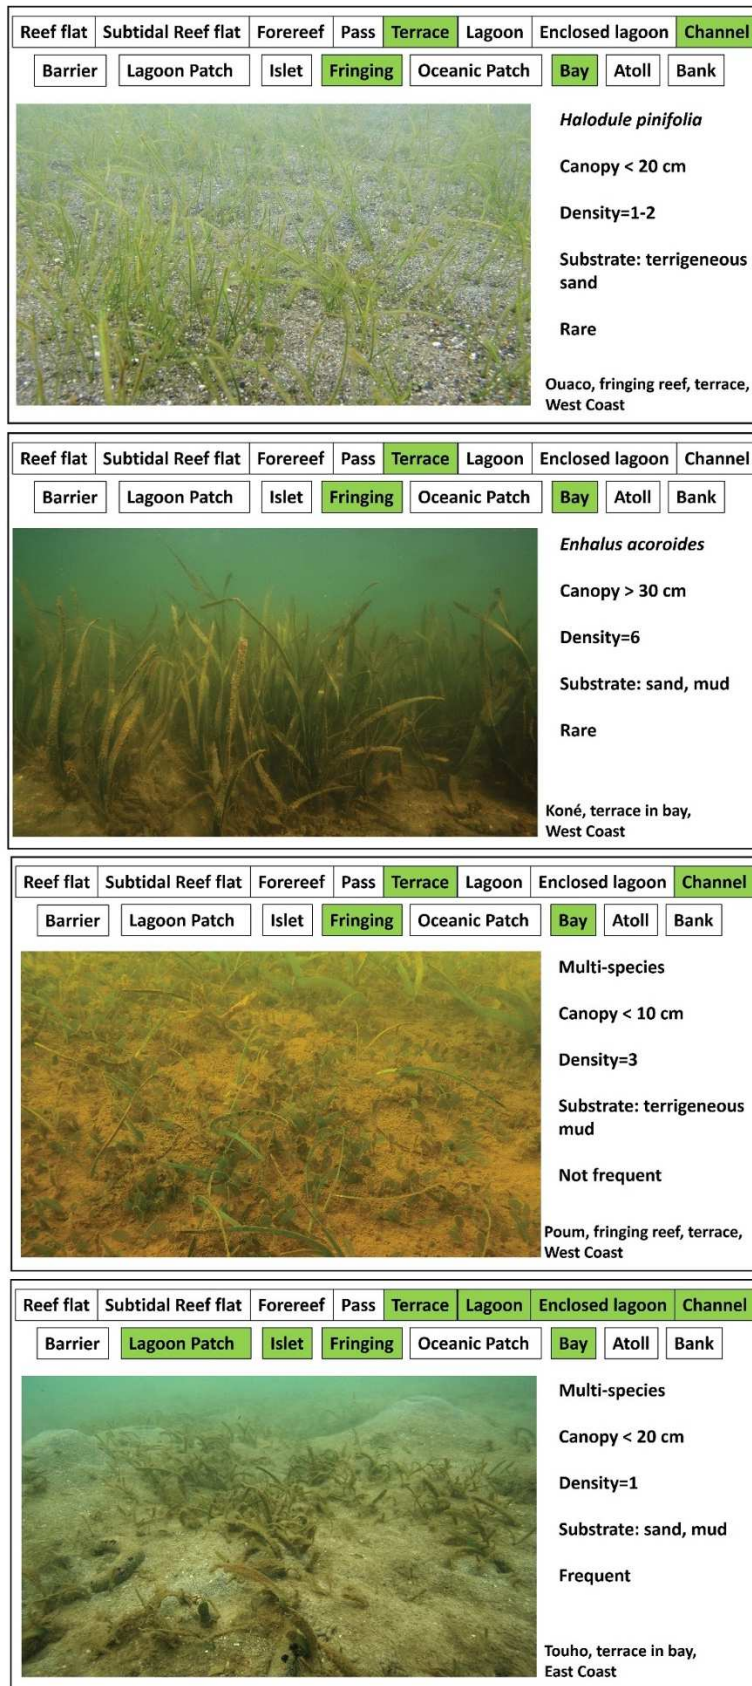 Reef flat Subtidal Reef flat Forereef Pass Terrace Lagoon Enclosed lagoon Channel
Barrier Lagoon Patch Islet Fringing Oceanic Patch Bay Atoll Bank
Halodule pinifolia
Canopy < 20 cm
Density=1-2
Substrate: terrigeneous
sand
Rare
Ouaco, fringing reef, terrace,
West Coast
Reef flat Subtidal Reef flat Forereef Pass Terrace Lagoon Enclosed lagoon Channel
Barrier Lagoon Patch Islet Fringing Oceanic Patch Bay Atoll Bank
Enhalus acoroides
Canopy > 30 cm
Density=6
Substrate: sand, mud
Rare
Koné, terrace in bay,
West Coast
Reef flat Subtidal Reef flat Forereef Pass Terrace Lagoon Enclosed lagoon Channel
Barrier Lagoon Patch Islet Fringing Oceanic Patch Bay Atoll Bank
Multi-species
Canopy < 10 cm
Density=3
Substrate: terrigeneous
mud
Not frequent
Poum, fringing reef, terrace,
West Coast
Reef flat Subtidal Reef flat Forereef Pass Terrace Lagoon Enclosed lagoon Channel
Barrier Lagoon Patch Islet Fringing Oceanic Patch Bay Atoll Bank
Multi-species
Canopy < 20 cm
Density=1
Substrate: sand, mud
Frequent
Touho, terrace in bay,
East Coast